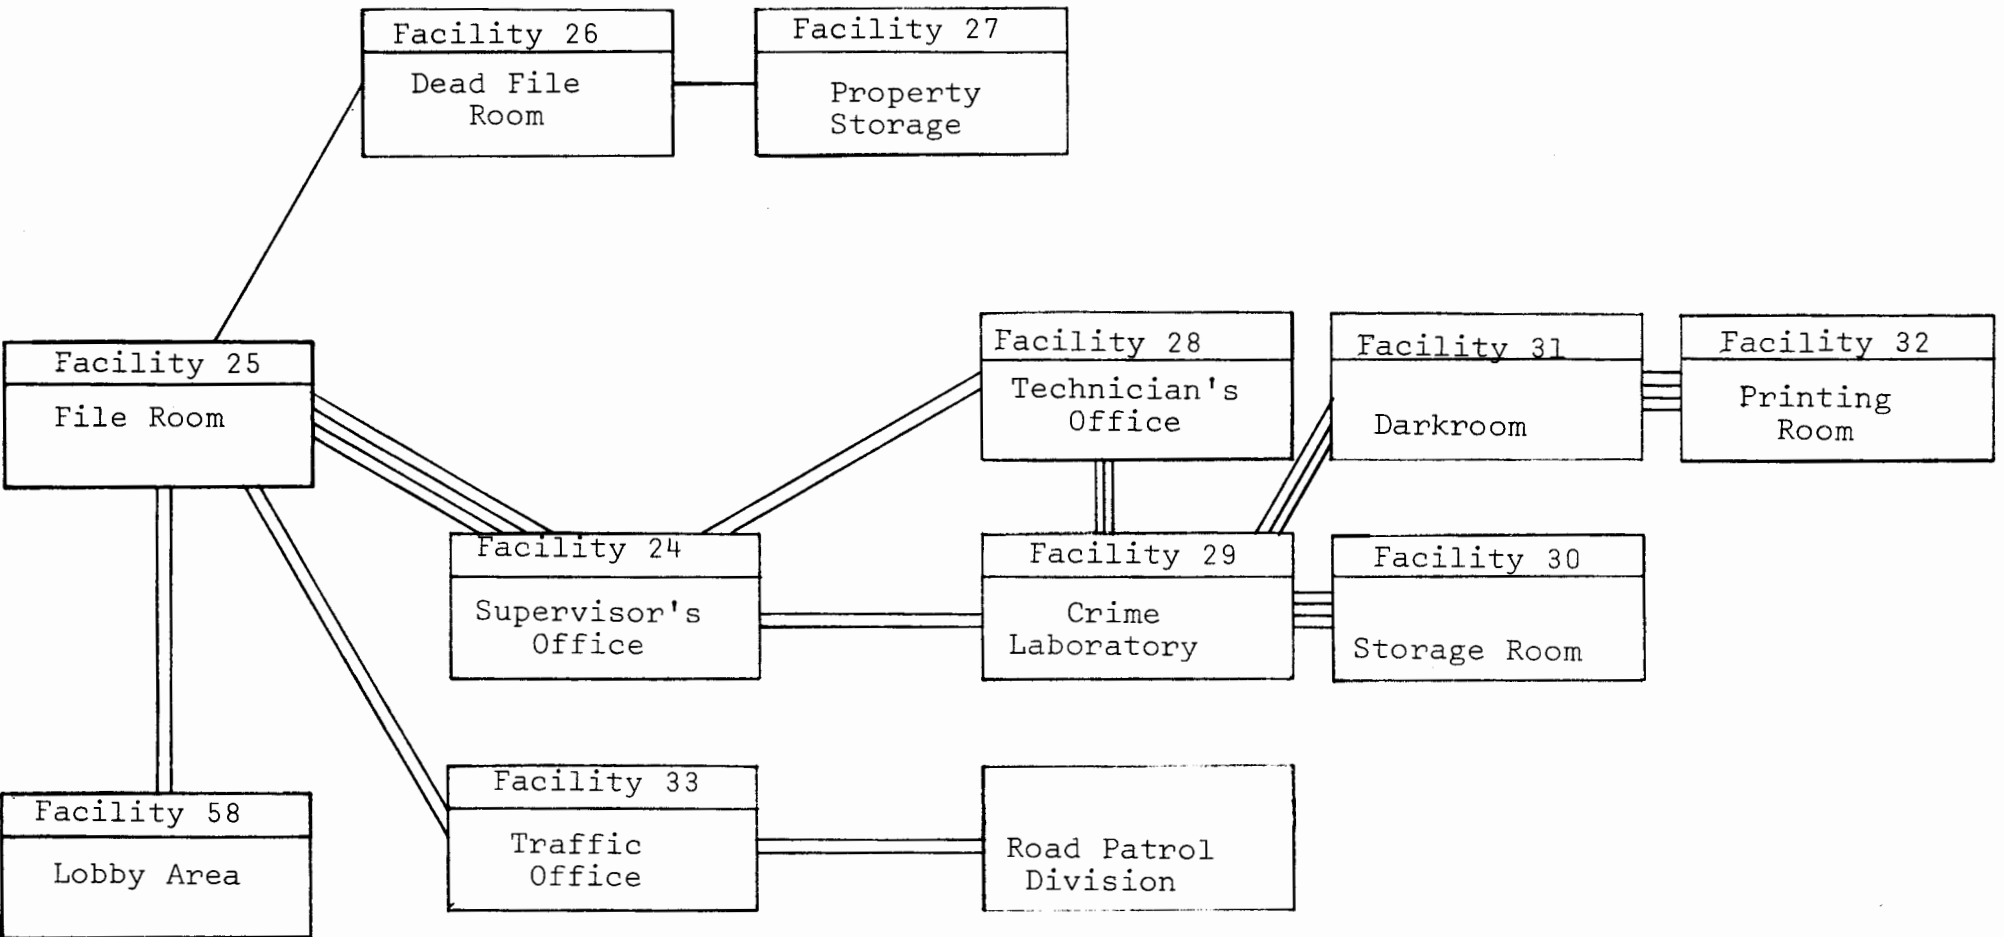 Facility 26
Dead File
Room
Facility 27
Property
Storage
Facility 25
File Room
Facility 28
Technician's
Office
Facility 31
Darkroom
Facility 32
Printing
Room
Facility 24
Supervisor's
Office
Facility 29
Crime
Laboratory
Facility 30
Storage Room
Facility 58
Lobby Area
Facility 33
Traffic
Office
Road Patrol
Division